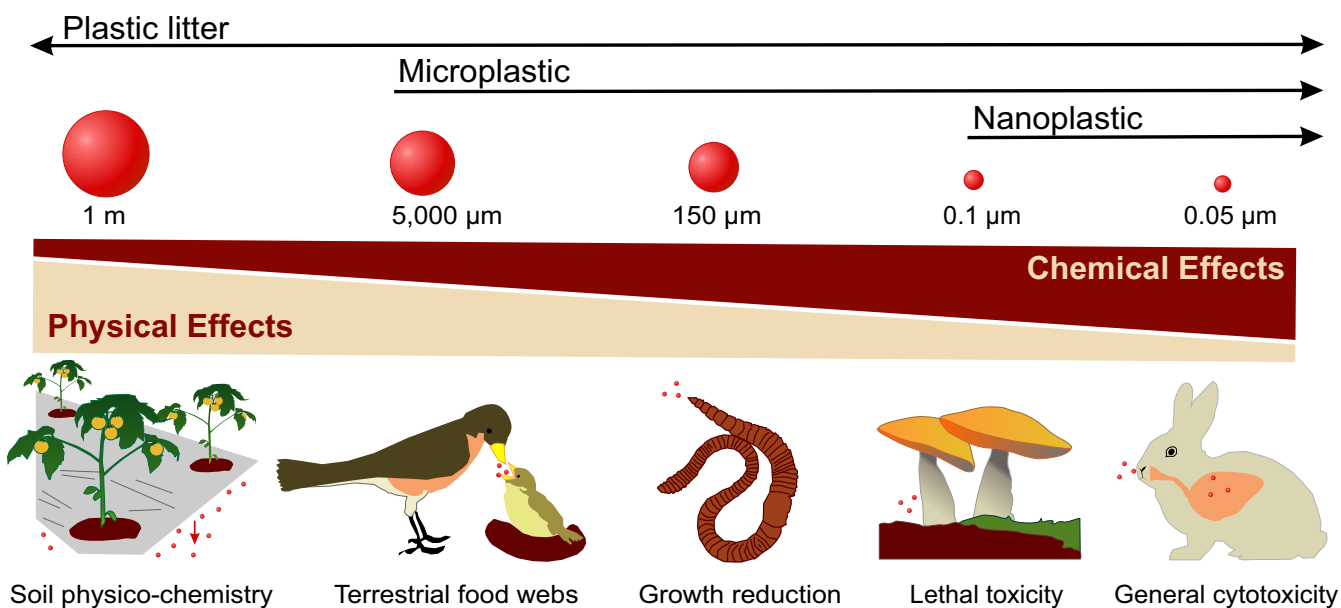 Plastic litter
Microplastic
Nanoplastic
1 m
5,000 µm
150 µm
0.1 µm
0.05 µm
Chemical Effects
Physical Effects
Soil physico-chemistry
Terrestrial food webs
Growth reduction
Lethal toxicity
General cytotoxicity